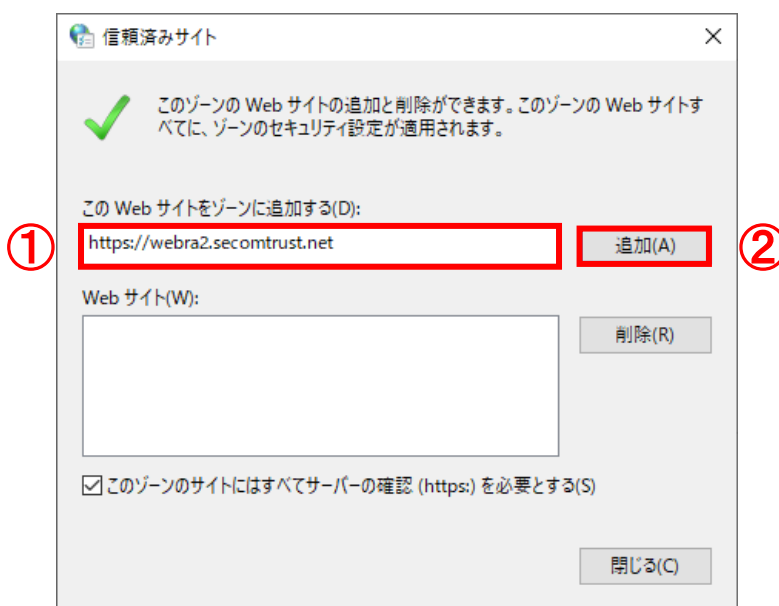 信頼済みサイト
このゾーンの Web サイトの追加と削除ができます。このゾーンの Web サイトす
べてに、ゾーンのセキュリティ設定が適用されます。
この Web サイトをゾーンに追加する(D):
① https://webra2.secomtrust.net 追加(A) ②
Web サイト(W):
削除(R)
このゾーンのサイトにはすべてサーバーの確認 (https:) を必要とする(S)
閉じる(C)